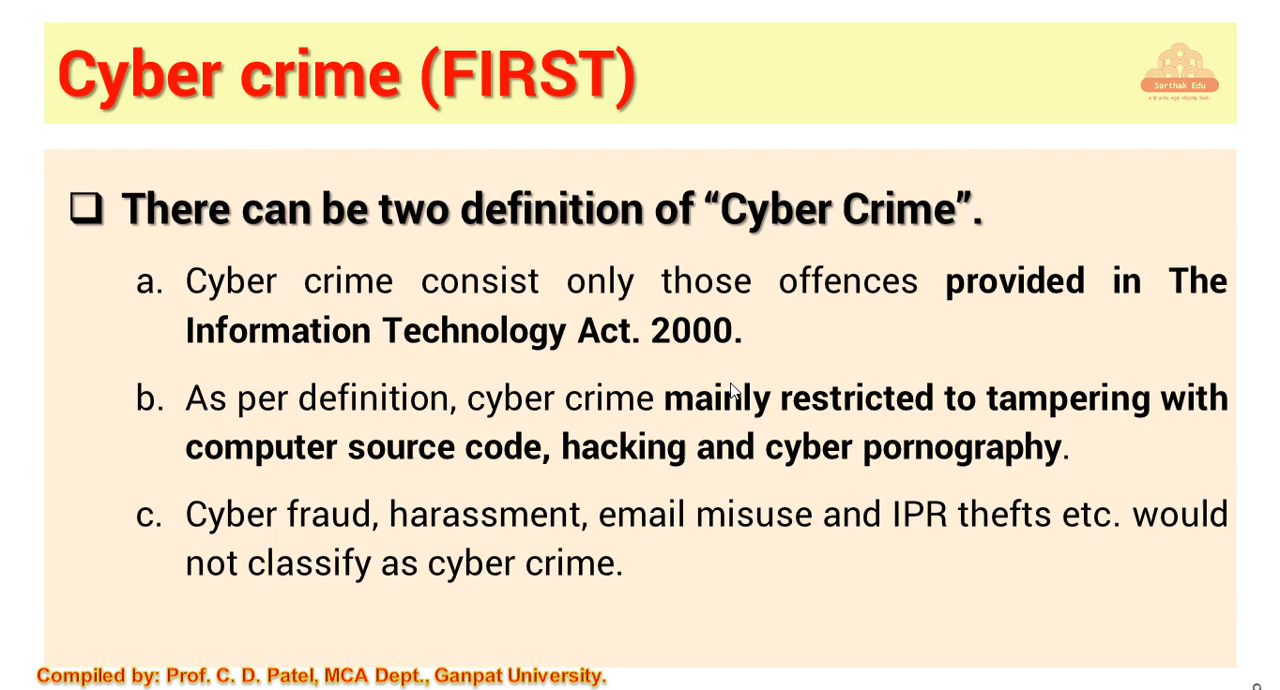 Cyber crime (FIRST)
Sarthak Edu
There can be two definition of “Cyber Crime”.
a. Cyber crime consist only those offences provided in The
Information Technology Act. 2000.
b. As per definition, cyber crime mainly restricted to tampering with
computer source code, hacking and cyber pornography.
c. Cyber fraud, harassment, email misuse and IPR thefts etc. would
not classify as cyber crime.
Compiled by: Prof. C. D. Patel, MCA Dept., Ganpat University.